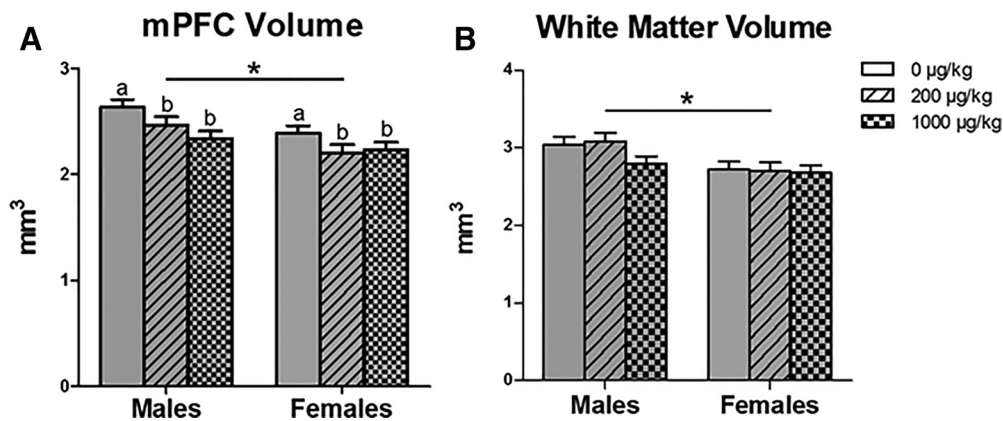 A
mPFC Volume
3
2
1
0
mm³
a
b
b
*
a
b
b
Males
Females
B
White Matter Volume
4
3
2
1
0
mm³
*
Males
Females
0 µg/kg
200 µg/kg
1000 µg/kg